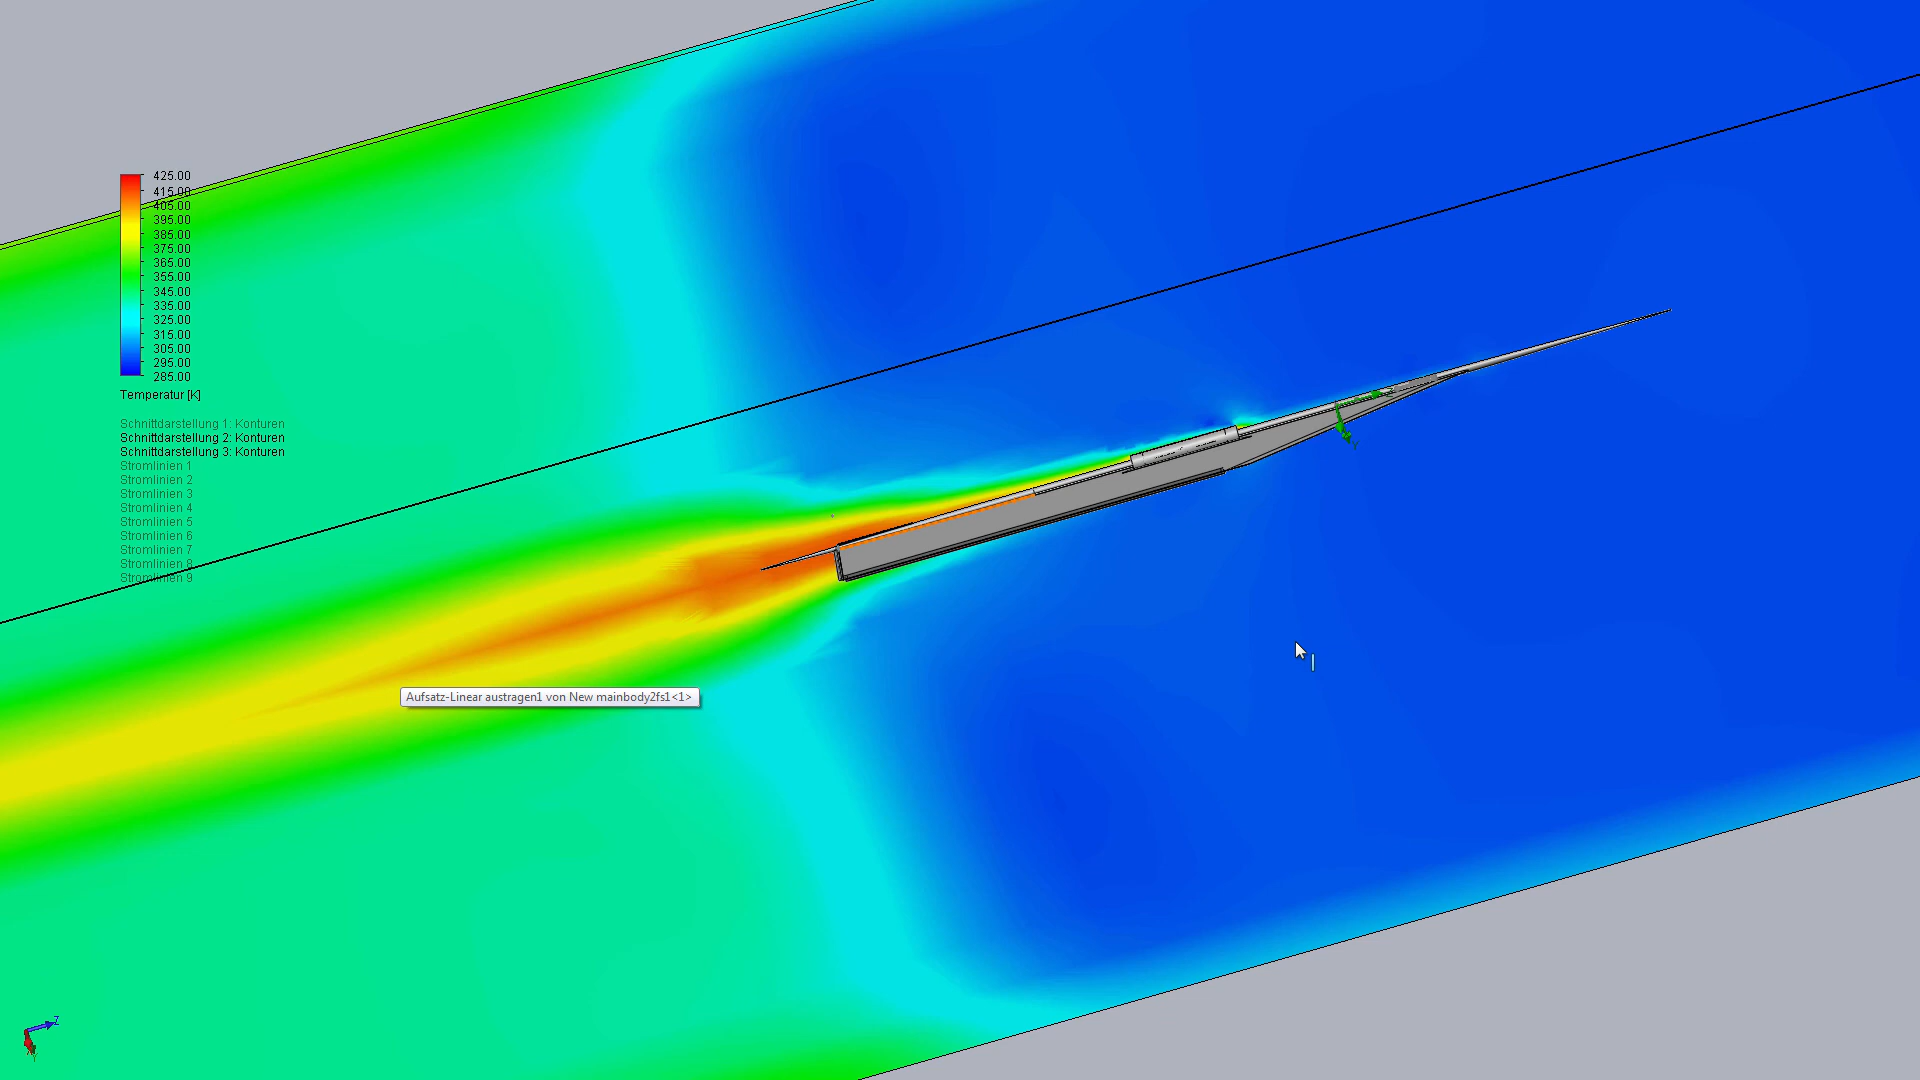 425.00
415.00
405.00
395.00
385.00
375.00
365.00
355.00
345.00
335.00
325.00
315.00
305.00
295.00
285.00
Temperatur [K]
Schnittdarstellung 1: Konturen
Schnittdarstellung 2: Konturen
Schnittdarstellung 3: Konturen
Stromlinien 1
Stromlinien 2
Stromlinien 3
Stromlinien 4
Stromlinien 5
Stromlinien 6
Stromlinien 7
Stromlinien 8
Stromlinien 9
Aufsatz-Linear austragen1 von New mainbody2fs1<1>
Z